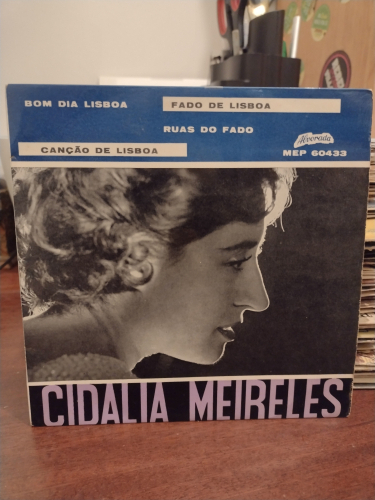 BOM DIA LISBOA
FADO DE LISBOA
RUAS DO FADO
CANÇÃO DE LISBOA
Alvorada
MEP 60433
CIDALIA MEIRELES